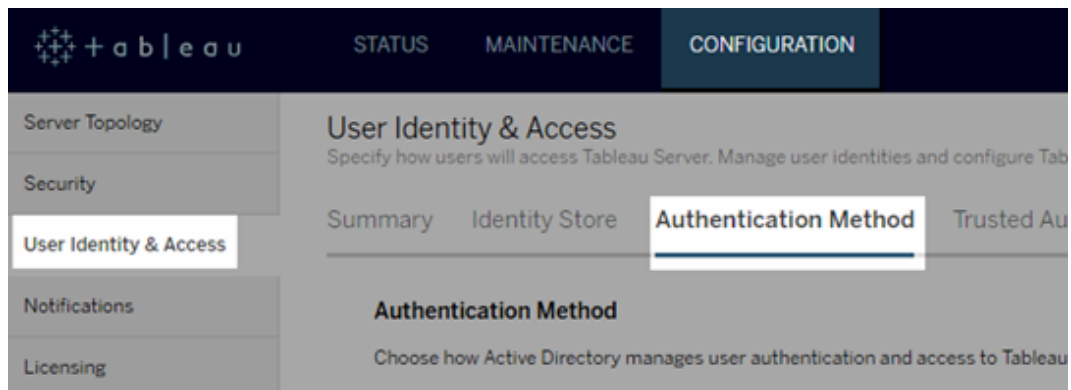 +ableau
STATUS MAINTENANCE CONFIGURATION
Server Topology
Security
User Identity & Access
Notifications
Licensing
User Identity & Access
Specify how users will access Tableau Server. Manage user identities and configure Tab
Summary Identity Store Authentication Method Trusted Au
Authentication Method
Choose how Active Directory manages user authentication and access to Tableau